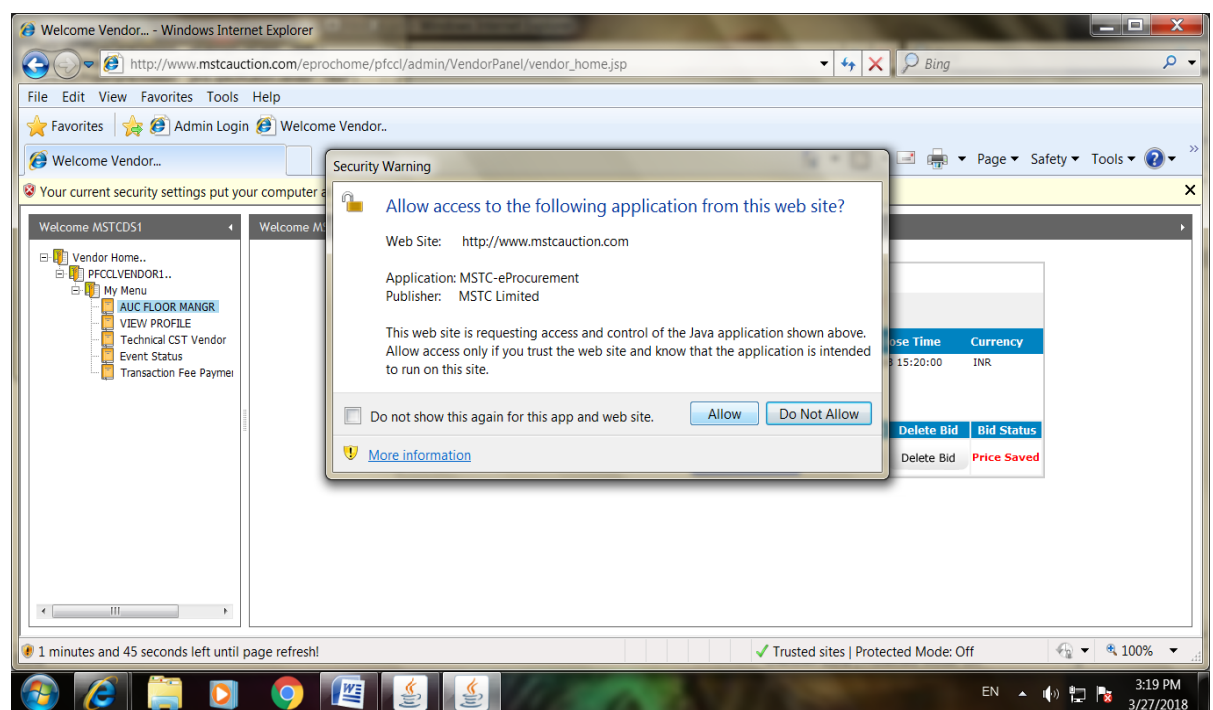 Welcome Vendor... - Windows Internet Explorer
http://www.mstcauction.com/eprochome/pfccl/admin/VendorPanel/vendor_home.jsp
Bing
File Edit View Favorites Tools Help
Favorites Admin Login Welcome Vendor..
Welcome Vendor...
Page Safety Tools
Your current security settings put your computer a
Welcome MSTCDS1
Welcome MS
Vendor Home..
PFCCLVENDOR1..
My Menu
AUC FLOOR MANGR
VIEW PROFILE
Technical CST Vendor
Event Status
Transaction Fee Paymer
Security Warning
Allow access to the following application from this web site?
Web Site: http://www.mstcauction.com
Application: MSTC-eProcurement
Publisher: MSTC Limited
This web site is requesting access and control of the Java application shown above.
Allow access only if you trust the web site and know that the application is intended
to run on this site.
Do not show this again for this app and web site. Allow Do Not Allow
More information
ose Time Currency
15:20:00 INR
Delete Bid Bid Status
Delete Bid Price Saved
1 minutes and 45 seconds left until page refresh!
Trusted sites | Protected Mode: Off
100%
EN
3:19 PM
3/27/2018